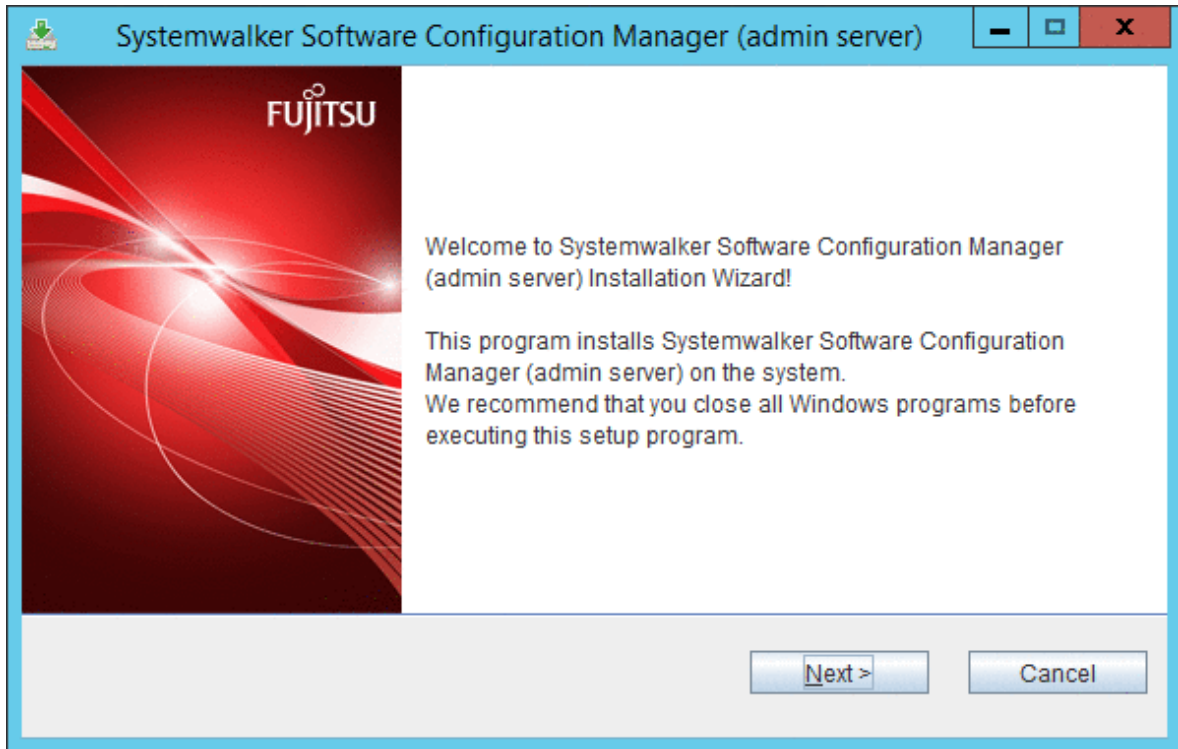 Systemwalker Software Configuration Manager (admin server)
FUJITSU
Welcome to Systemwalker Software Configuration Manager
(admin server) Installation Wizard!
This program installs Systemwalker Software Configuration
Manager (admin server) on the system.
We recommend that you close all Windows programs before
executing this setup program.
Next >
Cancel